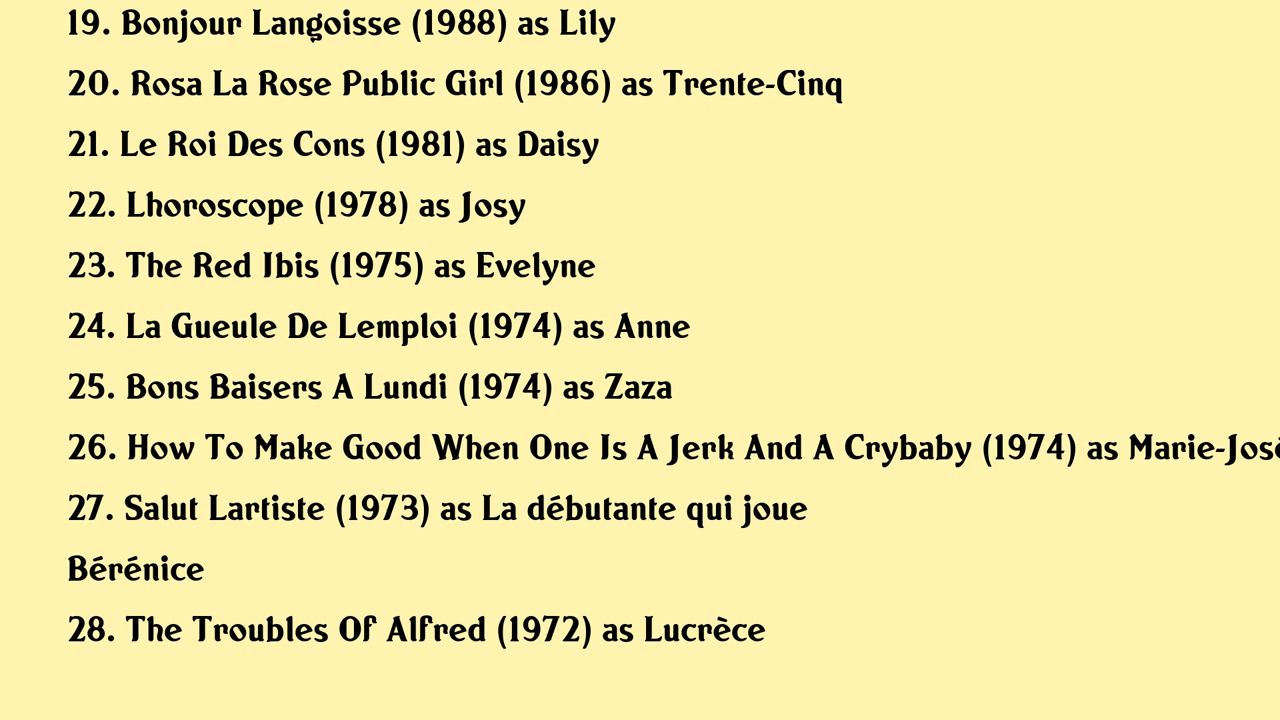 19. Bonjour Langoisse (1988) as Lily
20. Rosa La Rose Public Girl (1986) as Trente-Cinq
21. Le Roi Des Cons (1981) as Daisy
22. Lhoroscope (1978) as Josy
23. The Red Ibis (1975) as Evelyne
24. La Gueule De Lemploi (1974) as Anne
25. Bons Baisers A Lundi (1974) as Zaza
26. How To Make Good When One Is A Jerk And A Crybaby (1974) as
27. Salut Lartiste (1973) as La débutante qui joue
Bérénice
28. The Troubles Of Alfred (1972) as Lucrèce